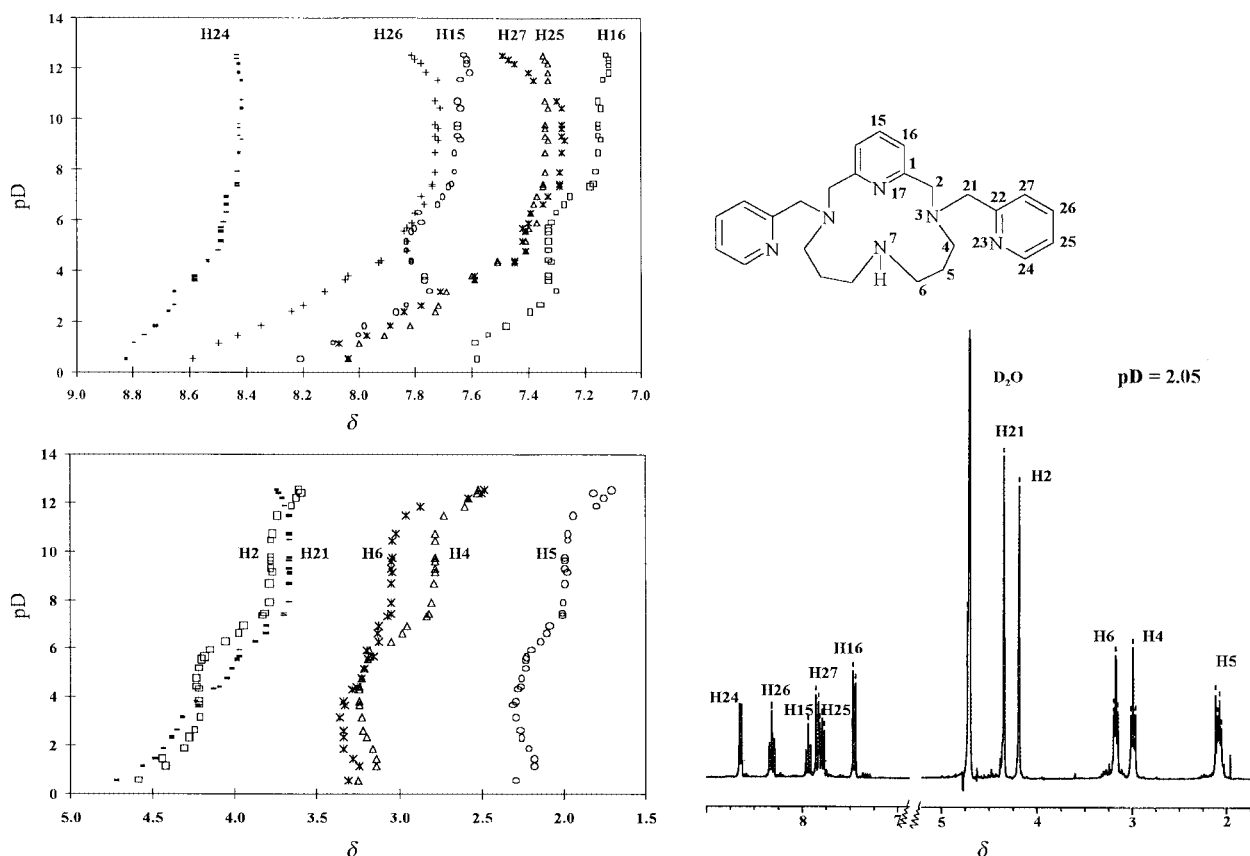 14
12
10
8
6
4
2
0
pD
H24
H26
H15
H27
H25
H16
9.0
8.8
8.6
8.4
8.2
8.0
7.8
7.6
7.4
7.2
7.0
δ
14
12
10
8
6
4
2
0
pD
H2
H21
H6
H4
H5
5.0
4.5
4.0
3.5
3.0
2.5
2.0
1.5
δ
15
16
1
2
21
22
27
26
25
24
N
17
N
3
N
N
23
N
7
N
H
4
5
6
D₂O
pD = 2.05
H21
H2
H6
H4
H5
H24
H26
H15
H27
H25
H16
8
7
5
4
3
2
δ